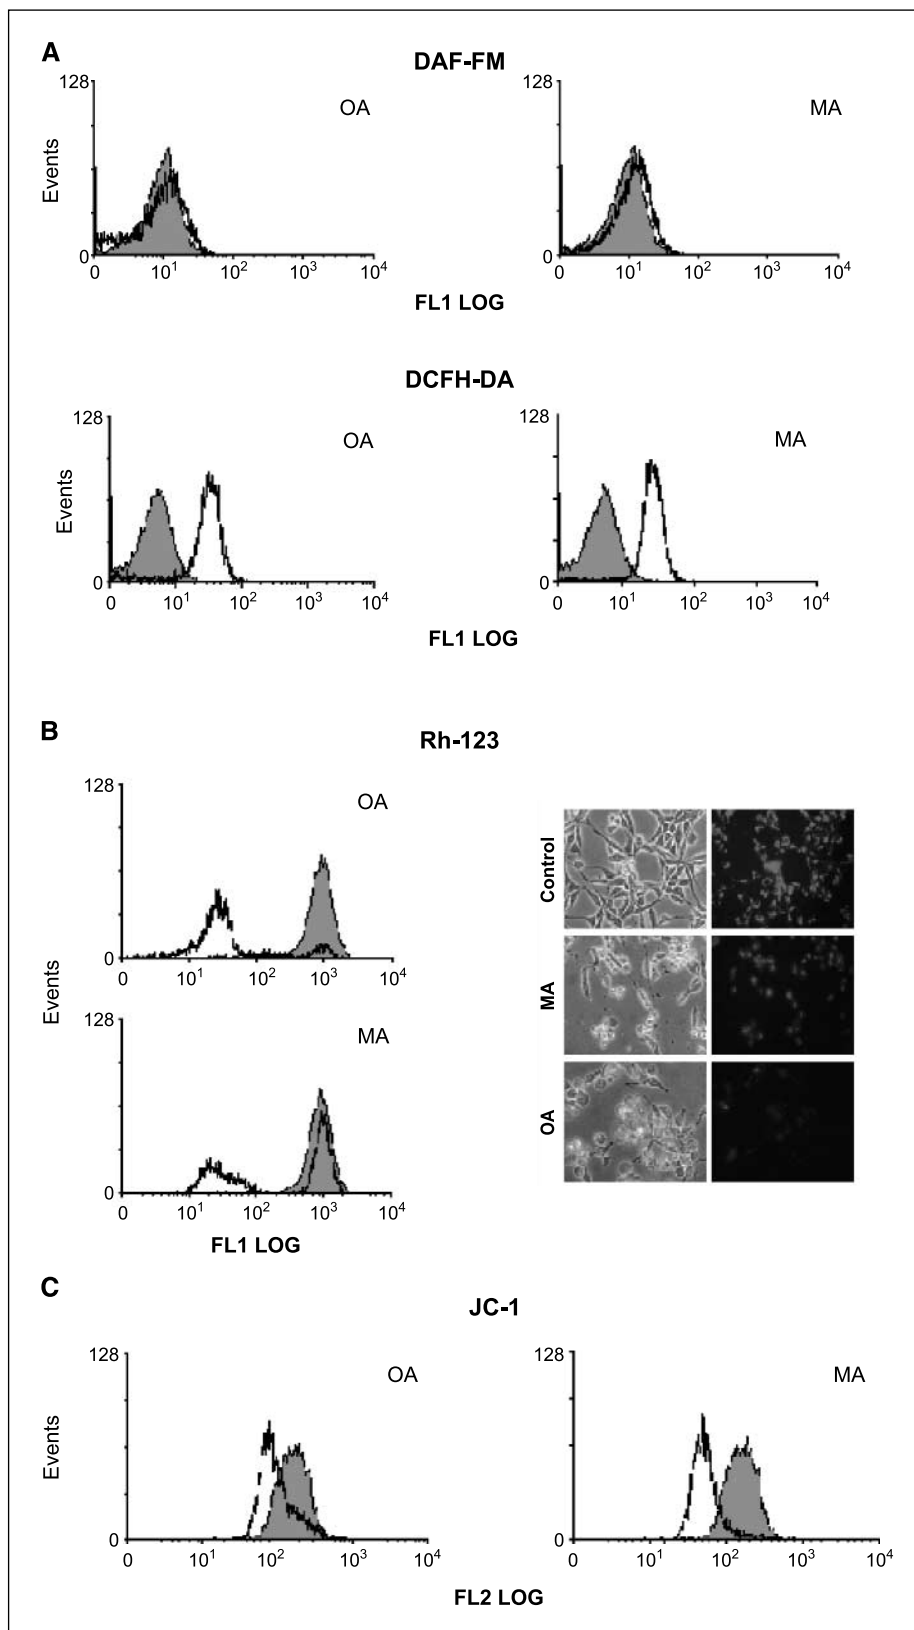 A
DAF-FM
128
OA
Events
0
0 10¹ 10² 10³ 10⁴
128
MA
0
0 10¹ 10² 10³ 10⁴
FL1 LOG
DCFH-DA
128
OA
Events
0
0 10¹ 10² 10³ 10⁴
128
MA
0
0 10¹ 10² 10³ 10⁴
FL1 LOG
B
Rh-123
128
OA
0
0 10¹ 10² 10³ 10⁴
Events
128
MA
0
0 10¹ 10² 10³ 10⁴
FL1 LOG
Control
MA
OA
C
JC-1
128
OA
Events
0
0 10¹ 10² 10³ 10⁴
128
MA
0
0 10¹ 10² 10³ 10⁴
FL2 LOG